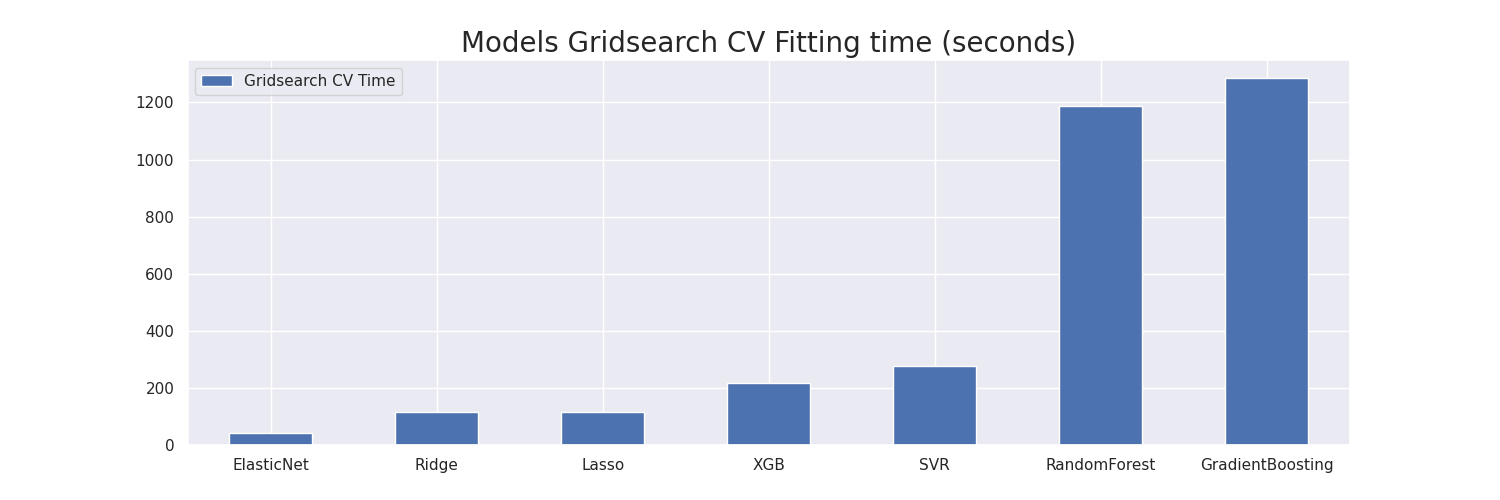 Models Gridsearch CV Fitting time (seconds)
Gridsearch CV Time
1200
1000
800
600
400
200
0
ElasticNet Ridge Lasso XGB SVR RandomForest GradientBoosting